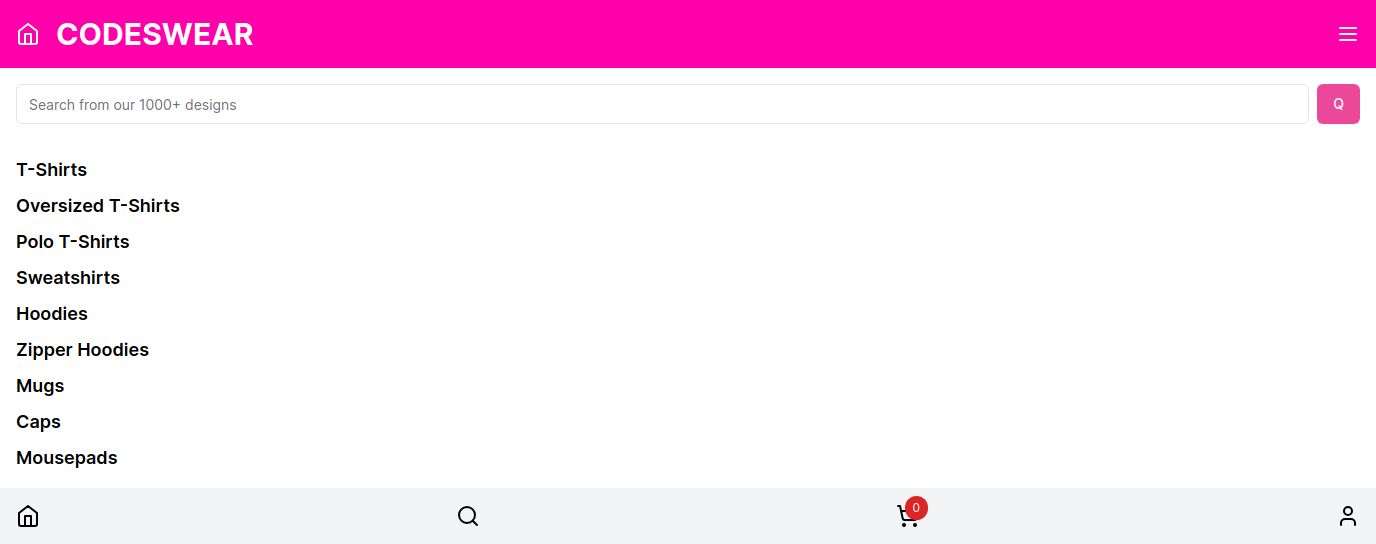 CODESWEAR
Search from our 1000+ designs
Q
T-Shirts
Oversized T-Shirts
Polo T-Shirts
Sweatshirts
Hoodies
Zipper Hoodies
Mugs
Caps
Mousepads
0